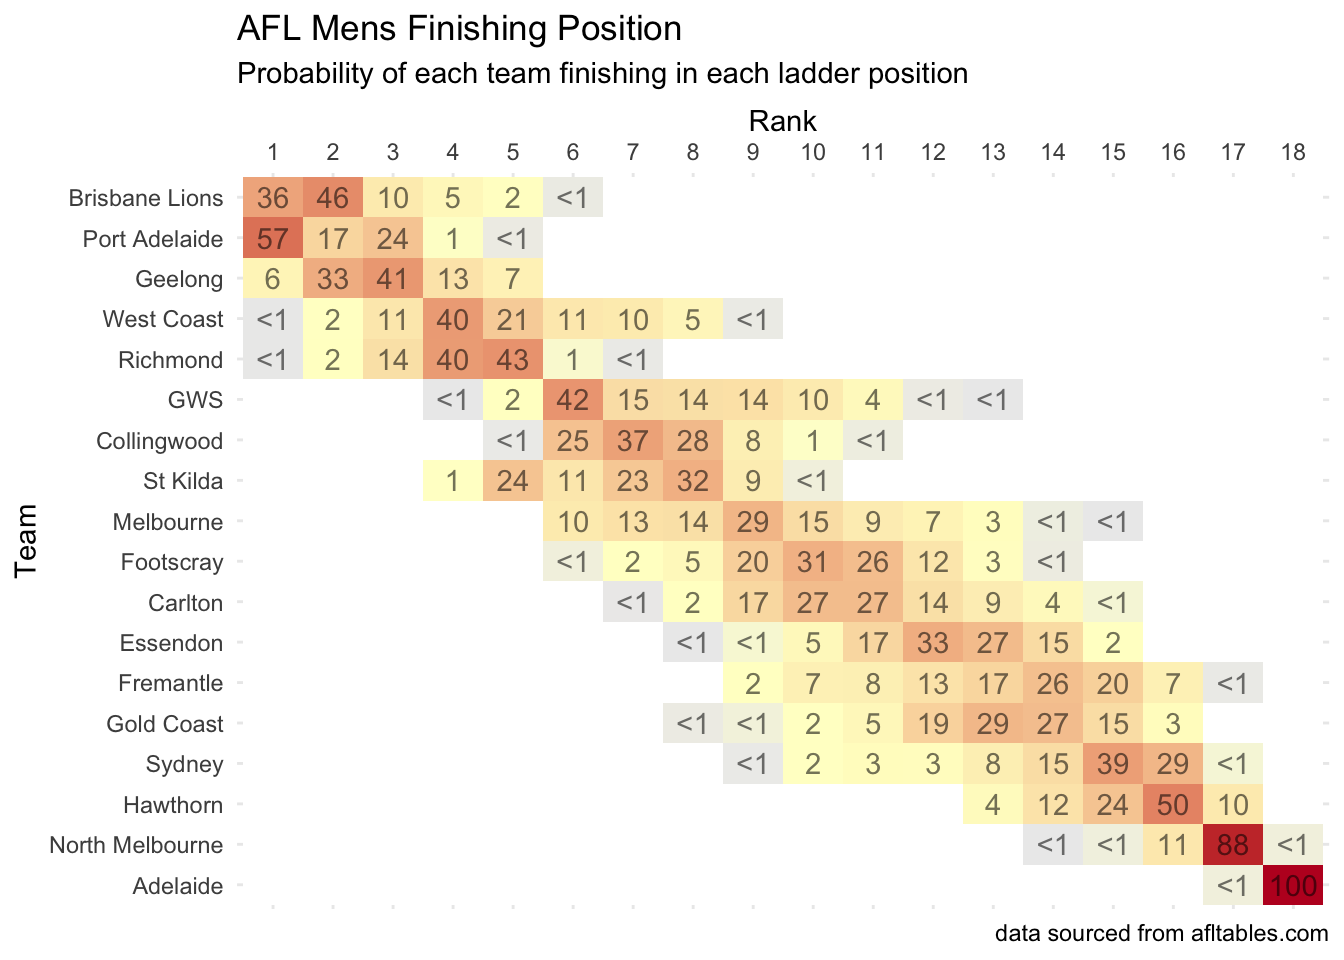 AFL Mens Finishing Position
Probability of each team finishing in each ladder position
Rank
1 2 3 4 5 6 7 8 9 10 11 12 13 14 15 16 17 18
Team
Brisbane Lions 36 46 10 5 2 <1
Port Adelaide 57 17 24 1 <1
Geelong 6 33 41 13 7
West Coast <1 2 11 40 21 11 10 5 <1
Richmond <1 2 14 40 43 1 <1
GWS <1 2 42 15 14 14 10 4 <1 <1
Collingwood <1 25 37 28 8 1 <1
St Kilda 1 24 11 23 32 9 <1
Melbourne 10 13 14 29 15 9 7 3 <1 <1
Footscray <1 2 5 20 31 26 12 3 <1
Carlton <1 2 17 27 27 14 9 4 <1
Essendon <1 <1 5 17 33 27 15 2
Fremantle 2 7 8 13 17 26 20 7 <1
Gold Coast <1 <1 2 5 19 29 27 15 3
Sydney <1 2 3 3 8 15 39 29 <1
Hawthorn 4 12 24 50 10
North Melbourne <1 <1 11 88 <1
Adelaide <1 100
data sourced from afltables.com